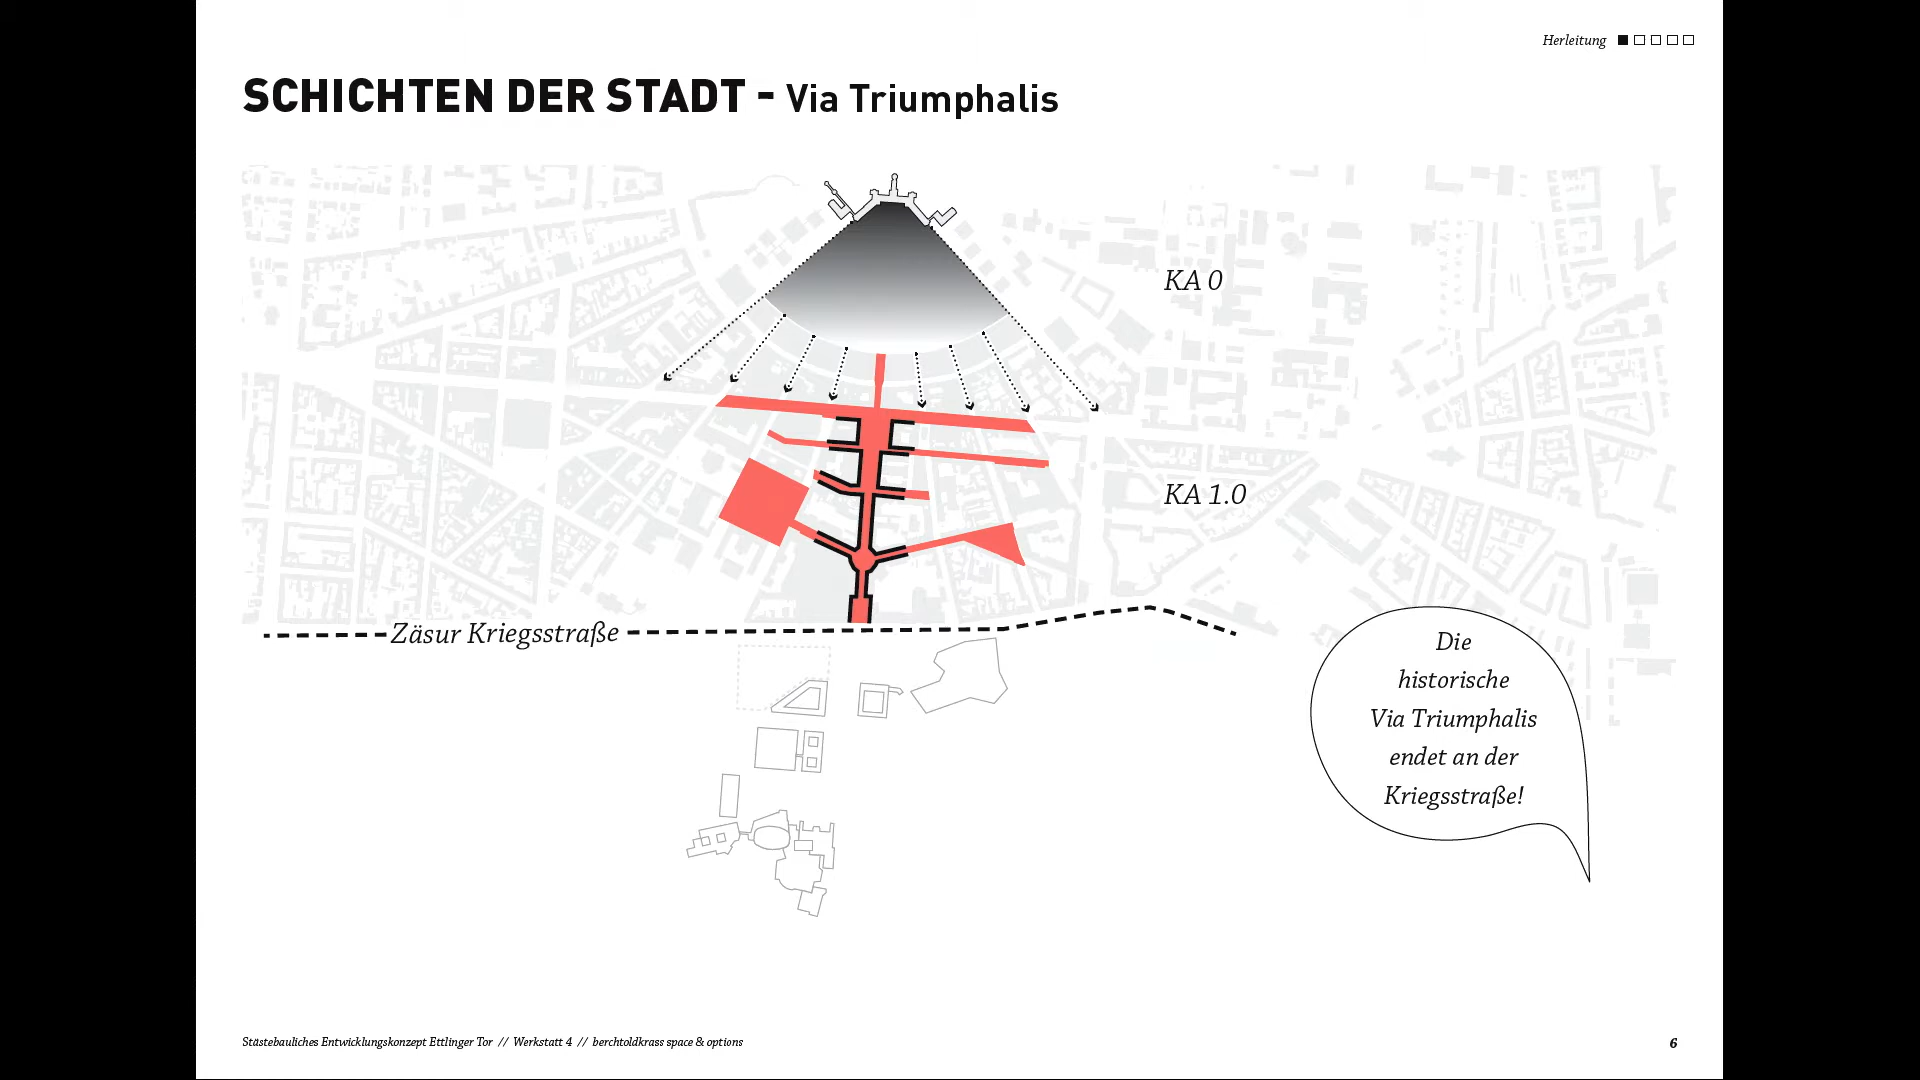 Herleitung
SCHICHTEN DER STADT - Via Triumphalis
KA 0
KA 1.0
Zäsur Kriegsstraße
Die
historische
Via Triumphalis
endet an der
Kriegsstraße!
Stästebauliches Entwicklungskonzept Ettlinger Tor // Werkstatt 4 // berchtoldkrass space & options
6